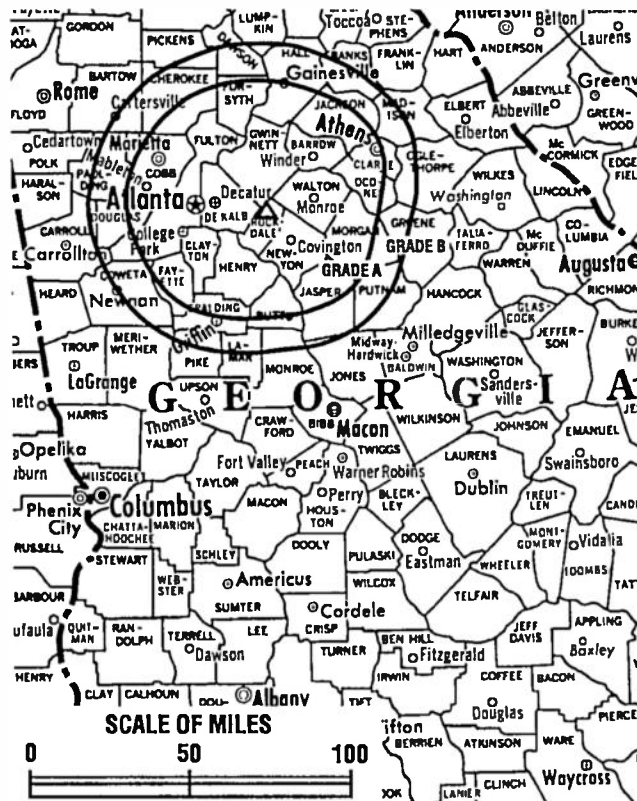 GORDON
LUMP-
KIN
PICKENS
DAWSON
Toccoa
STE-
PHENS
Anderson
Belton
Laurens
HALL
BANKS
FRANK-
LIN
HART
ANDERSON
BARTOW
CHEROKEE
Gainesville
Rome
FLOYD
Cartersville
FOR-
SYTH
JACKSON
MAD-
ISON
ELBERT
Elberton
ABBEVILLE
Abbeville
Greenw
GREEN-
WOOD
Cedartown
POLK
Marietta
Mableton
COBB
FULTON
GWIN-
NETT
BARROW
Winder
Athens
CLARKE
OGLE-
THORPE
Mc
CORMICK
EDGE
FIELD
WILKES
HARAL-
SON
PAUL-
DING
DOUGLAS
Atlanta
Decatur
DE KALB
WALTON
Monroe
OCO-
NEE
Washington
LINCOLN
ROCK-
DALE
CARROLL
Carrollton
College
Park
CLAY-
TON
MORGAN
GREENE
TALIA-
FERRO
Mc
DUFFIE
CO-
LUMBIA
GRADE B
Covington
NEW-
TON
GRADE A
WARREN
Augusta
COWETA
FAY-
ETTE
HENRY
JASPER
PUTNAM
HANCOCK
RICHMON
HEARD
Newnan
SPALDING
BUTTS
Griffin
GLAS-
COCK
JEFFER-
SON
BURKE
TROUP
MERI-
WETHER
PIKE
LA-
MAR
MONROE
JONES
Midway-
Hardwick
Milledgeville
BALDWIN
WASHINGTON
Sanders-
ville
LaGrange
UPSON
Thomaston
GEORGIA
HARRIS
TALBOT
CRAW-
FORD
BIBB
Macon
WILKINSON
JOHNSON
EMANUEL
Opelika
TWIGGS
LAURENS
Swainsboro
Fort Valley
PEACH
Warner Robins
TAYLOR
Dublin
MUSCOGEE
Columbus
Phenix
City
MACON
Perry
HOUS-
TON
BLECK-
LEY
TREUT-
LEN
CHATTA-
HOOCHEE
MARION
MONT-
GOMERY
Vidalia
RUSSELL
STEWART
SCHLEY
DOOLY
PULASKI
DODGE
Eastman
WHEELER
TOOMBS
WEB-
STER
Americus
WILCOX
TELFAIR
BARBOUR
SUMTER
Cordele
CRISP
ufaula
QUIT-
MAN
RAN-
DOLPH
TERRELL
Dawson
LEE
TURNER
BEN HILL
Fitzgerald
JEFF
DAVIS
APPLING
Baxley
HENRY
CLAY
CALHOUN
Albany
IRWIN
COFFEE
Douglas
BACON
PIERCE
ifton
BERRIEN
ATKINSON
WARE
Waycross
LANIER
CLINCH
SCALE OF MILES
0 50 100